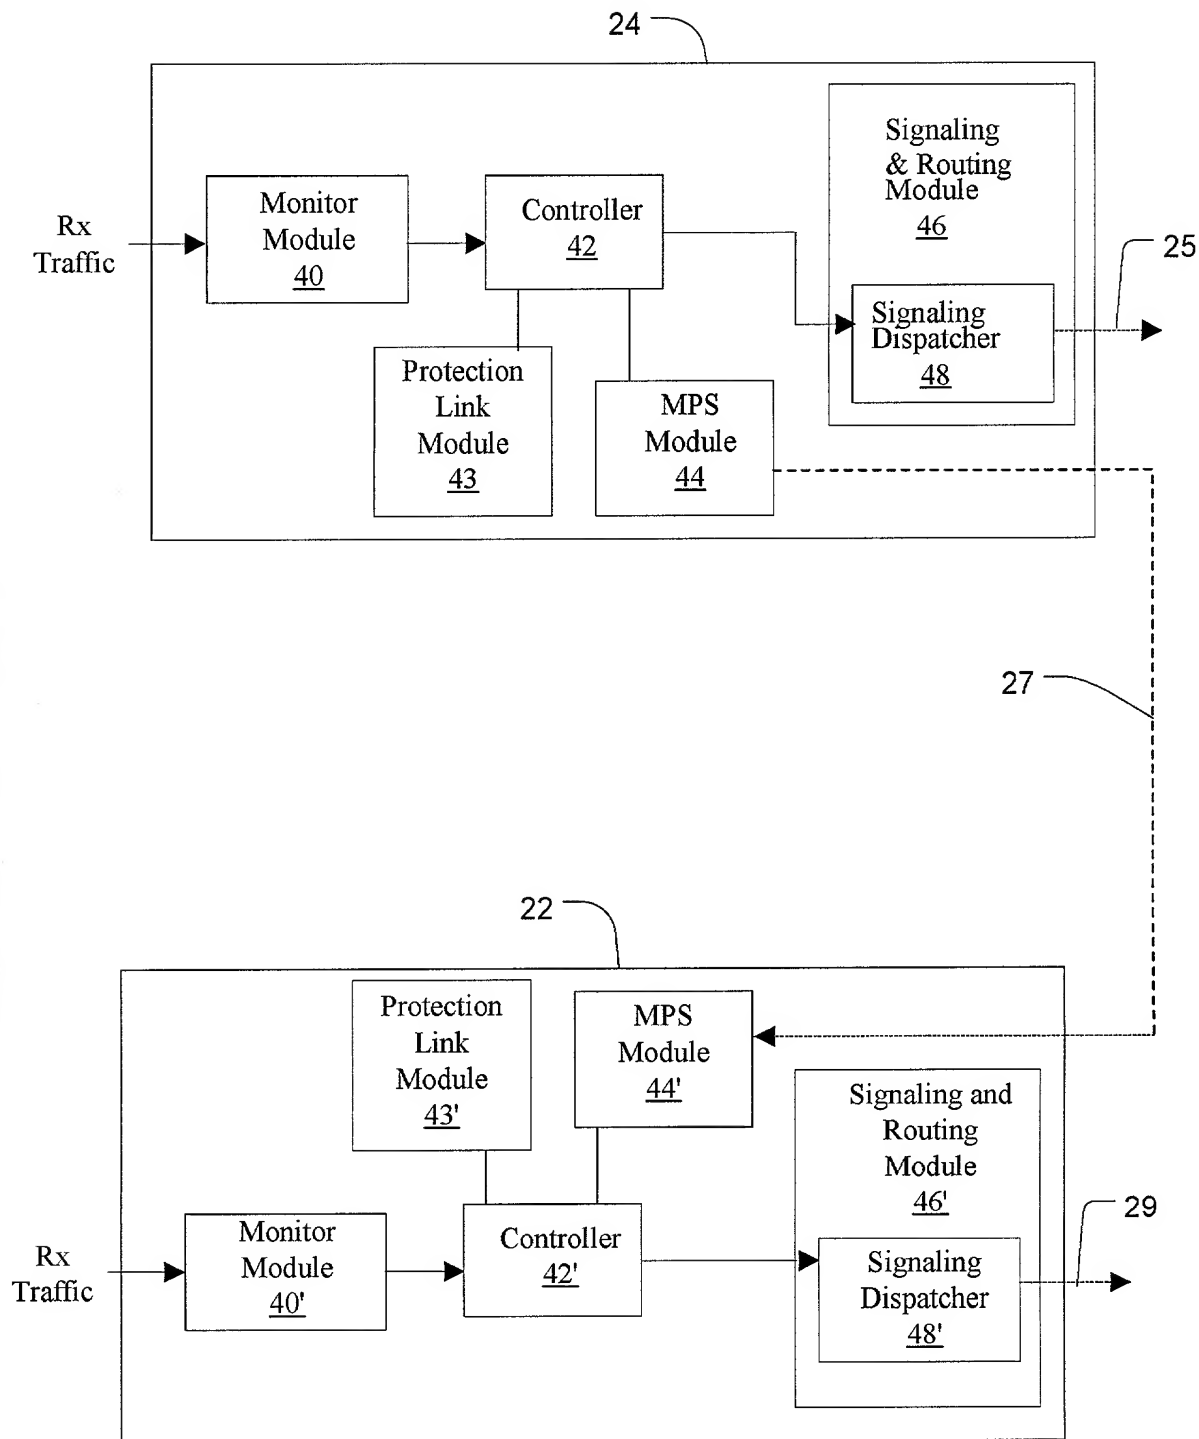 24
Signaling
& Routing
Module
46
Monitor
Module
40
Controller
42
Rx
Traffic
25
Signaling
Dispatcher
48
Protection
Link
Module
43
MPS
Module
44
27
22
Protection
Link
Module
43'
MPS
Module
44'
Signaling and
Routing
Module
46'
29
Monitor
Module
40'
Controller
42'
Rx
Traffic
Signaling
Dispatcher
48'